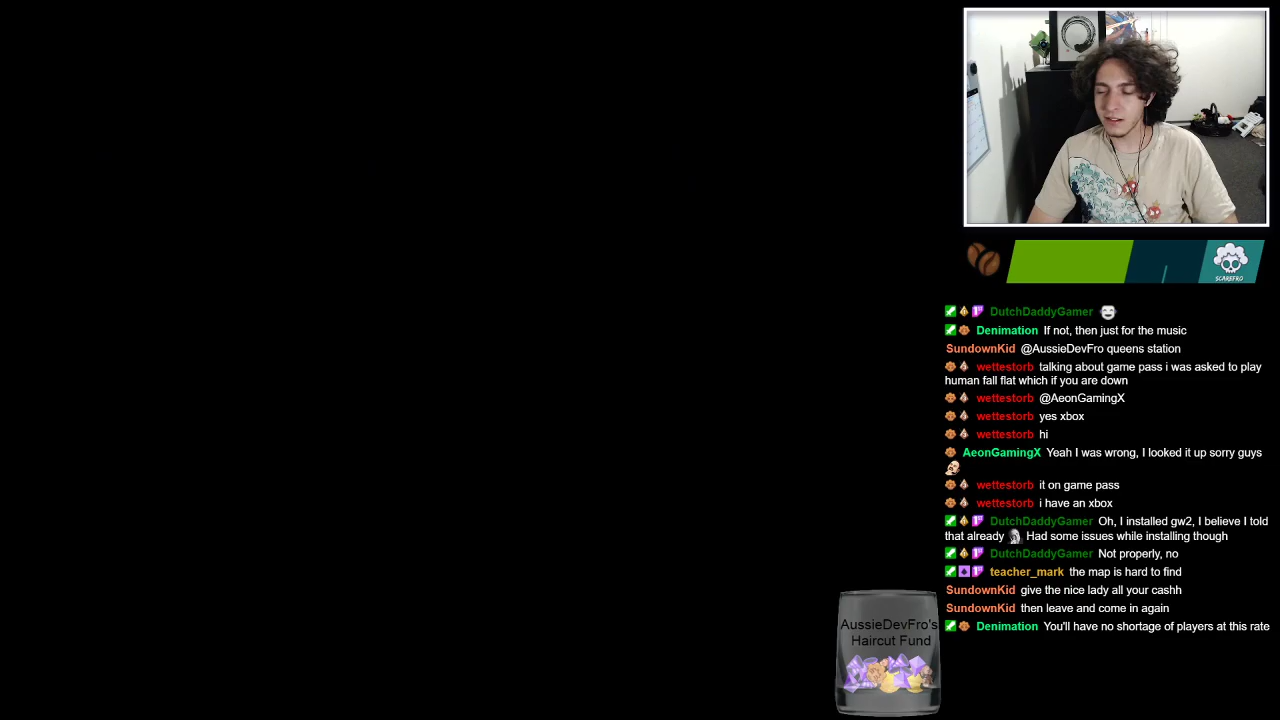 SCAREFRO
DutchDaddyGamer
Denimation If not, then just for the music
SundownKid @AussieDevFro queens station
wettestorb talking about game pass i was asked to play
human fall flat which if you are down
wettestorb @AeonGamingX
wettestorb yes xbox
wettestorb hi
AeonGamingX Yeah I was wrong, I looked it up sorry guys
wettestorb it on game pass
wettestorb i have an xbox
DutchDaddyGamer Oh, I installed gw2, I believe I told
that already Had some issues while installing though
DutchDaddyGamer Not properly, no
teacher_mark the map is hard to find
SundownKid give the nice lady all your cashh
SundownKid then leave and come in again
Denimation You'll have no shortage of players at this rate
AussieDevFro's
Haircut Fund